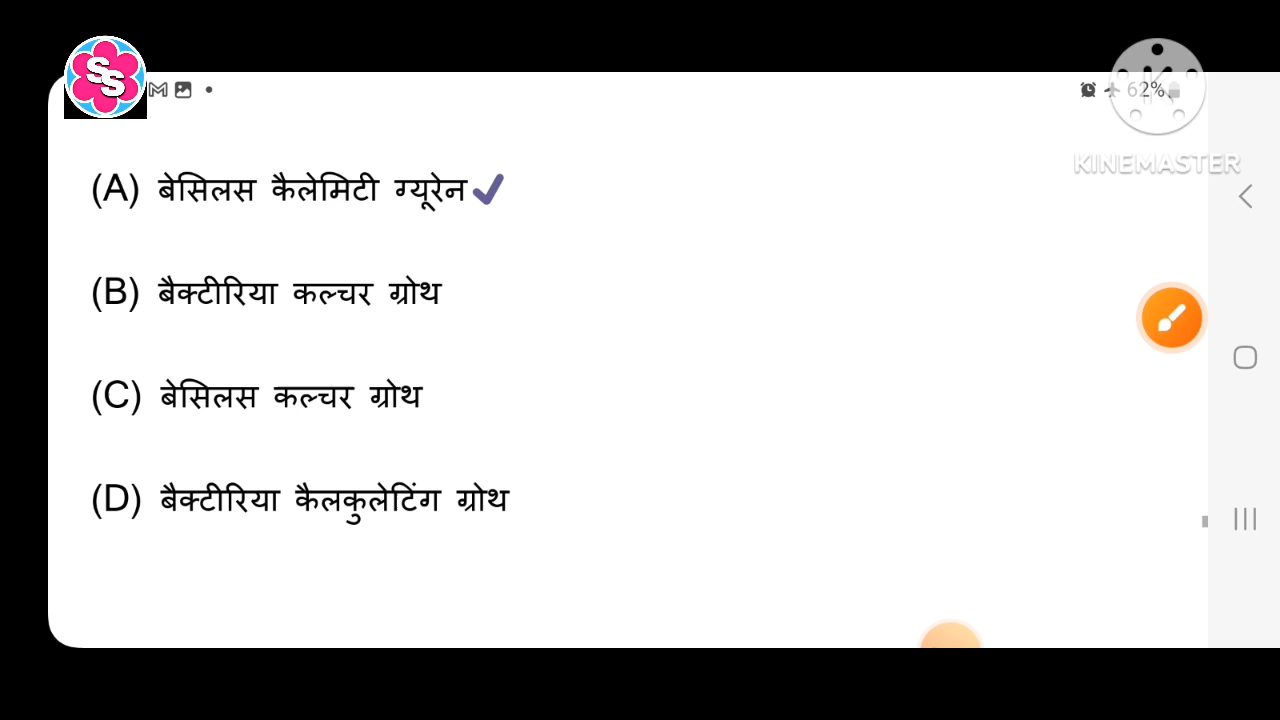 SS
62%
KINEMASTER
(A) बेसिलस कैलेमिटी ग्यूरेन
(B) बैक्टीरिया कल्चर ग्रोथ
(C) बेसिलस कल्चर ग्रोथ
(D) बैक्टीरिया कैलकुलेटिंग ग्रोथ